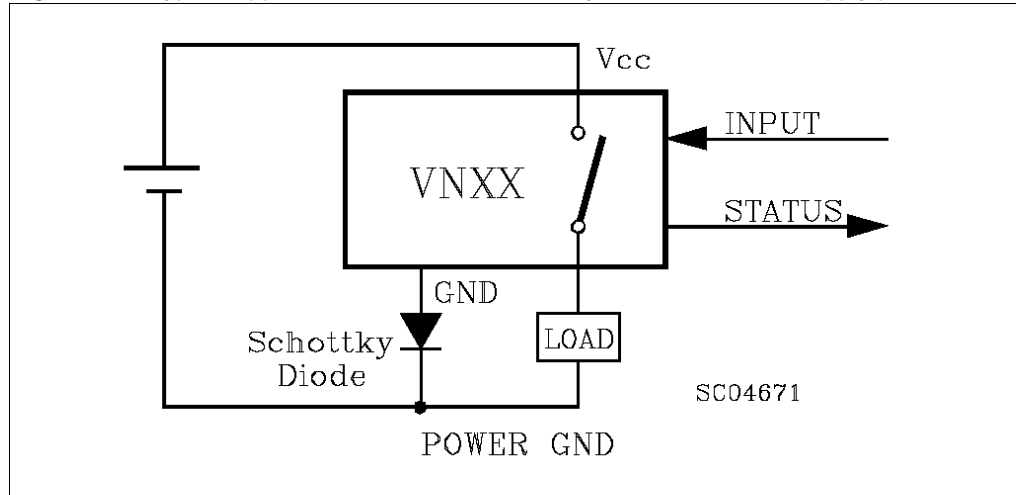 Vcc
INPUT
VNXX
STATUS
GND
Schottky
Diode
LOAD
SC04671
POWER GND